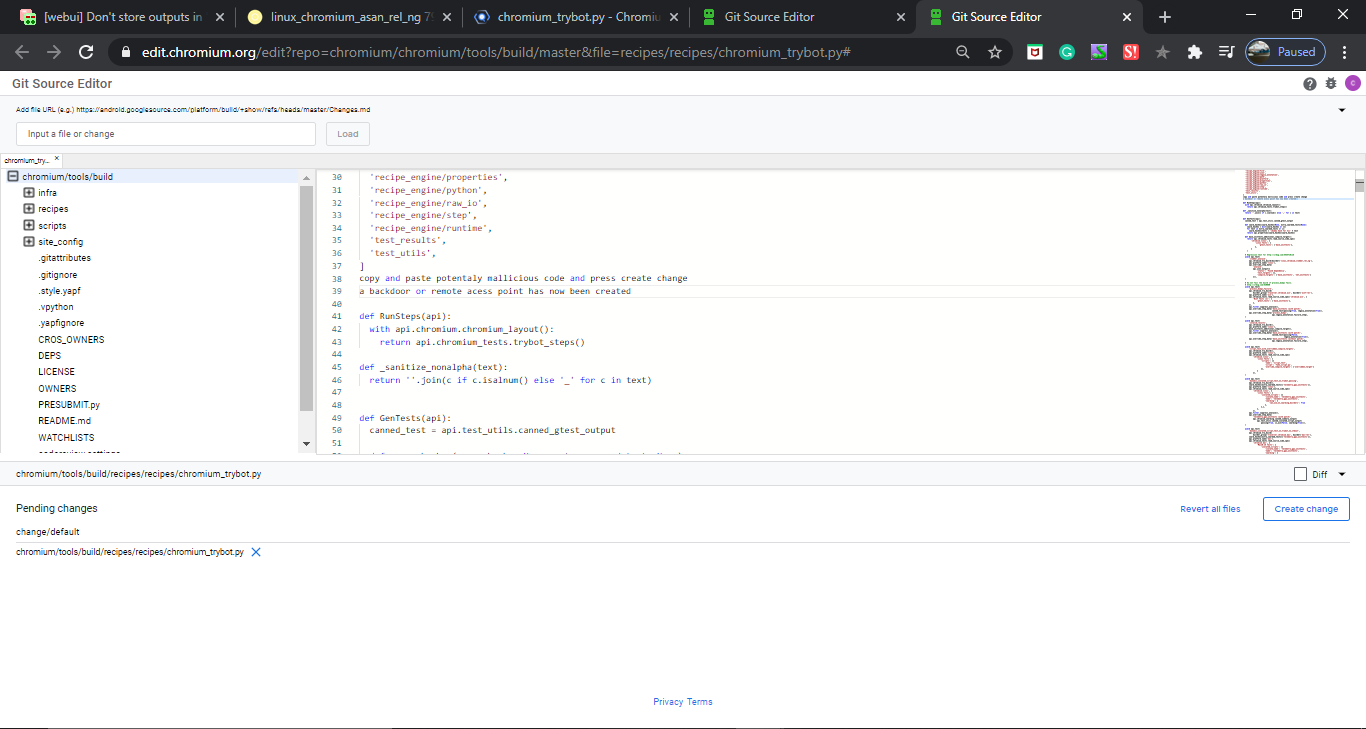 [webui] Don't store outputs in
linux_chromium_asan_rel_ng 79
chromium_trybot.py - Chromiu
Git Source Editor
Git Source Editor
edit.chromium.org/edit?repo=chromium/chromium/tools/build/master&file=recipes/recipes/chromium_trybot.py#
Paused
Git Source Editor
Add file URL (e.g.) https://android.googlesource.com/platform/build/+show/refs/heads/master/Changes.md
Input a file or change
Load
chromium_try...
chromium/tools/build
infra
recipes
scripts
site_config
.gitattributes
.gitignore
.style.yapf
.vpython
.yapfignore
CROS_OWNERS
DEPS
LICENSE
OWNERS
PRESUBMIT.py
README.md
WATCHLISTS
30 'recipe_engine/properties',
31 'recipe_engine/python',
32 'recipe_engine/raw_io',
33 'recipe_engine/step',
34 'recipe_engine/runtime',
35 'test_results',
36 'test_utils',
37 ]
38 copy and paste potentaly mallicious code and press create change
39 a backdoor or remote acess point has now been created
40
41 def RunSteps(api):
42 with api.chromium.chromium_layout():
43 return api.chromium_tests.trybot_steps()
44
45 def _sanitize_nonalpha(text):
46 return ''.join(c if c.isalnum() else '_' for c in text)
47
48
49 def GenTests(api):
50 canned_test = api.test_utils.canned_gtest_output
51
chromium/tools/build/recipes/recipes/chromium_trybot.py
Diff
Pending changes
Revert all files
Create change
change/default
chromium/tools/build/recipes/recipes/chromium_trybot.py
Privacy Terms